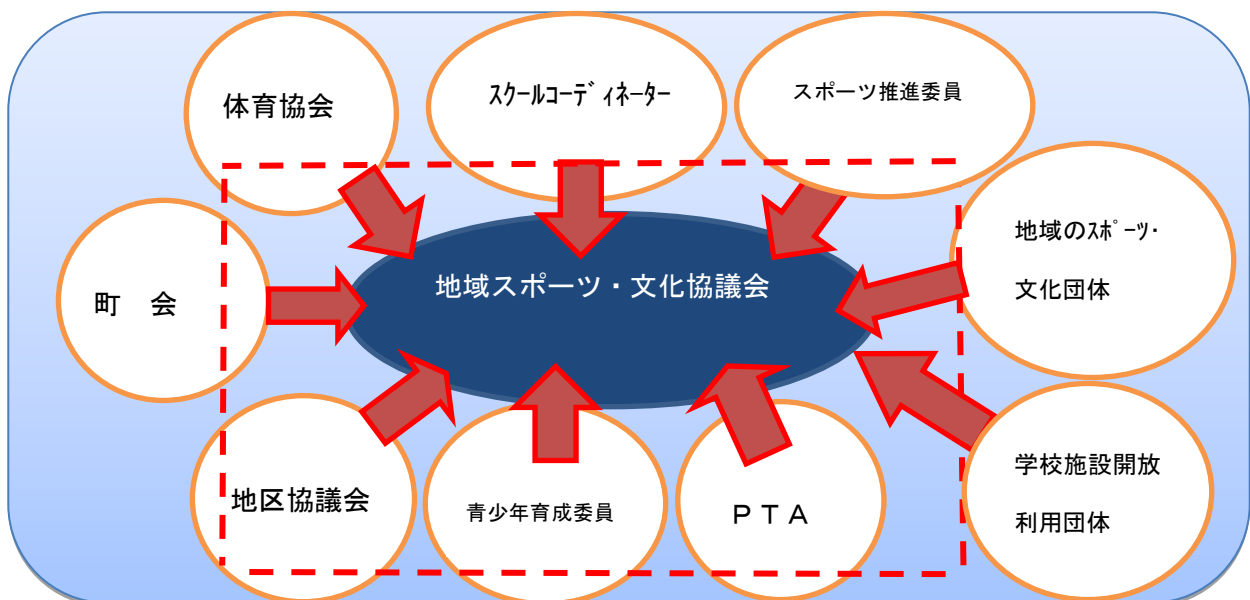 体育協会
ｽｸｰﾙｺｰﾃﾞｨﾈｰﾀｰ
スポーツ推進委員
町　会
地域スポーツ・文化協議会
地域のｽﾎﾟｰﾂ・
文化団体
地区協議会
青少年育成委員
ＰＴＡ
学校施設開放
利用団体